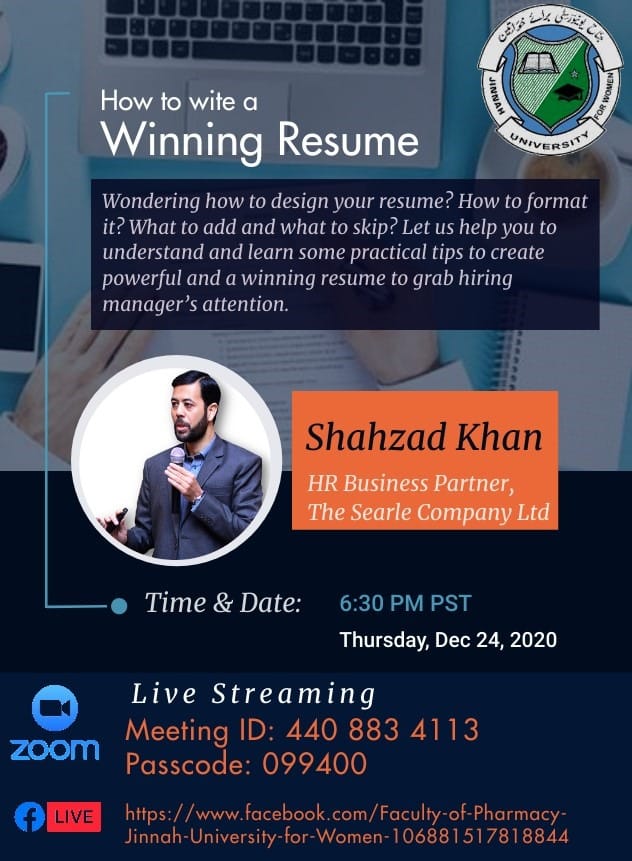 How to wite a
Winning Resume
جناح یونیورسٹی برائے خواتین
JINNAH UNIVERSITY FOR WOMEN
Wondering how to design your resume? How to format
it? What to add and what to skip? Let us help you to
understand and learn some practical tips to create
powerful and a winning resume to grab hiring
manager's attention.
Shahzad Khan
HR Business Partner,
The Searle Company Ltd
Time & Date:
6:30 PM PST
Thursday, Dec 24, 2020
Live Streaming
zoom
Meeting ID: 440 883 4113
Passcode: 099400
LIVE
https://www.facebook.com/Faculty-of-Pharmacy-
Jinnah-University-for-Women-106881517818844